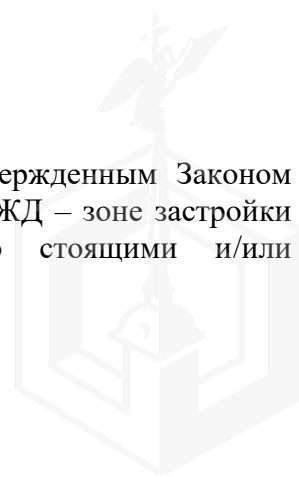 ержденным Законом
ЖД – зоне застройки
стоящими и/или